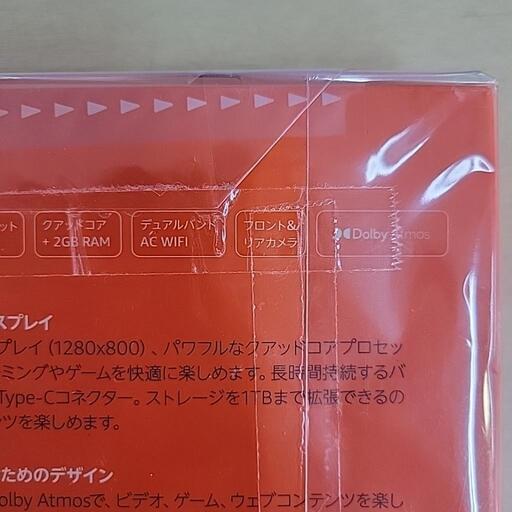 ット
クアッドコア
+ 2GB RAM
デュアルバンド
AC WIFI
フロント&
リアカメラ
Dolby Atmos
スプレイ
プレイ (1280x800) 、パワフルなクアッドコアプロセッ
ーミングやゲームを快適に楽しめます。長時間持続するバ
Type-Cコネクター。ストレージを1TBまで拡張できるの
ンツを楽しめます。
ためのデザイン
olby Atmosで、ビデオ、ゲーム、ウェブコンテンツを楽し